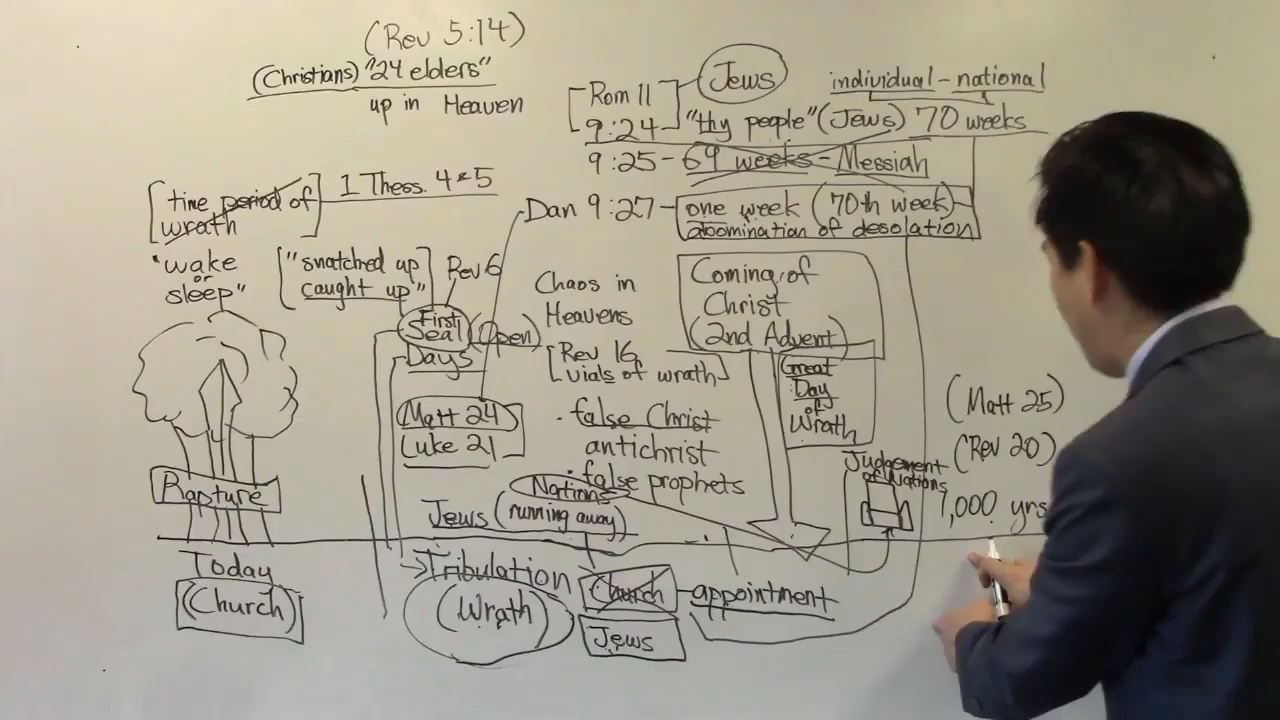 (Rev 5:14)
(Christians) "24 elders"
up in Heaven
Jews
individual - national
Rom 11
9:24 "thy people" (Jews) 70 weeks
9:25 - 69 weeks - Messiah
Dan 9:27 - one week (70th week)
abomination of desolation
time period of
wrath
1 Thess. 4 & 5
"wake
or
sleep"
"snatched up
caught up"
Rev 6
First
Seal (Open)
Days
Matt 24
Luke 21
Chaos in
Heavens
Rev 16
vials of wrath
· false Christ
antichrist
· false prophets
Nations
Jews (running away)
Coming of
Christ
(2nd Advent)
Great
Day
of
Wrath
Judgement
of Nations
(Matt 25)
(Rev 20)
1,000 yrs
Rapture
Today
(Church)
Tribulation
(Wrath)
Church - appointment
Jews